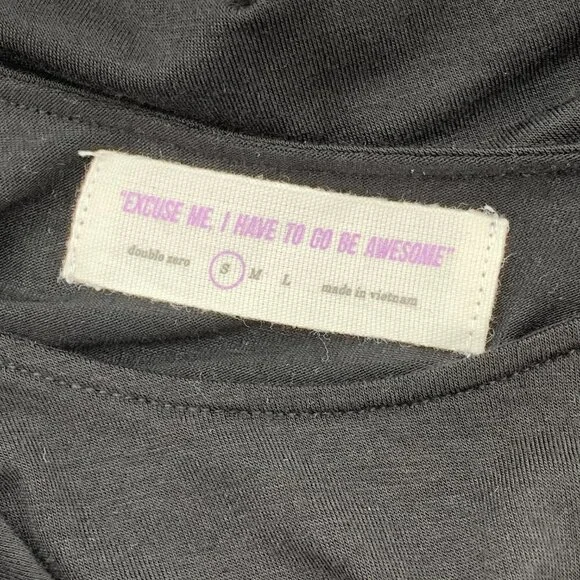 "EXCUSE ME, I HAVE TO GO BE AWESOME"
double zero S M L made in vietnam